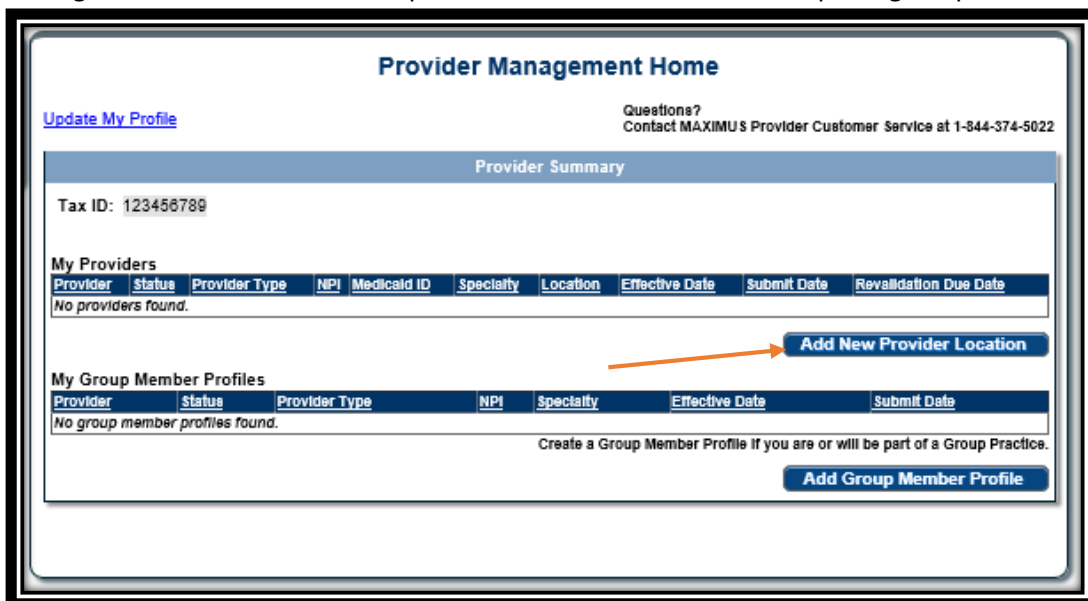 Provider Management Home
Update My Profile
Questions?
Contact MAXIMUS Provider Customer Service at 1-844-374-5022
Provider Summary
Tax ID: 123456789
My Providers
Provider Status Provider Type NPI Medicaid ID Specialty Location Effective Date Submit Date Revalidation Due Date
No providers found.
Add New Provider Location
My Group Member Profiles
Provider Status Provider Type NPI Specialty Effective Date Submit Date
No group member profiles found.
Create a Group Member Profile if you are or will be part of a Group Practice.
Add Group Member Profile